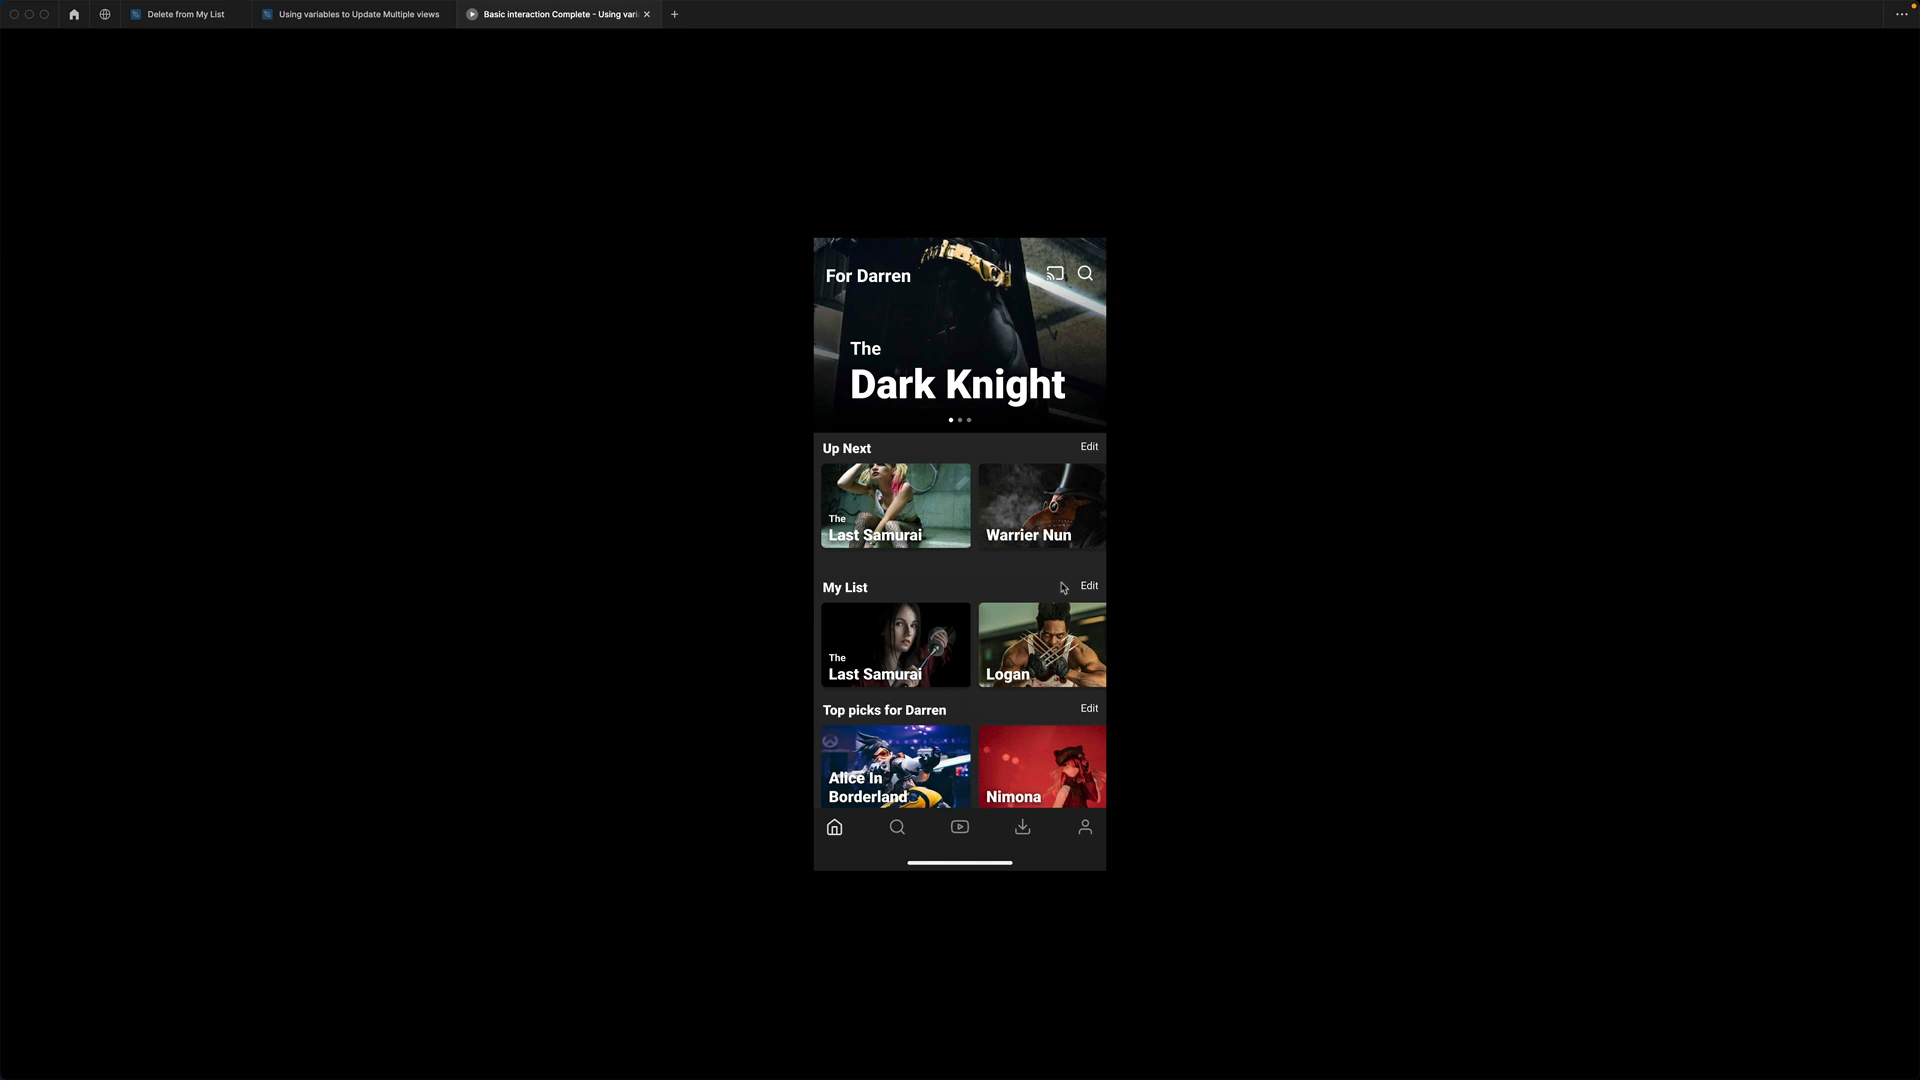 Delete from My List
Using variables to Update Multiple views
Basic interaction Complete - Using vari
For Darren
The
Dark Knight
Up Next
Edit
The
Last Samurai
Warrier Nun
My List
Edit
The
Last Samurai
Logan
Top picks for Darren
Edit
Alice In
Borderland
Nimona